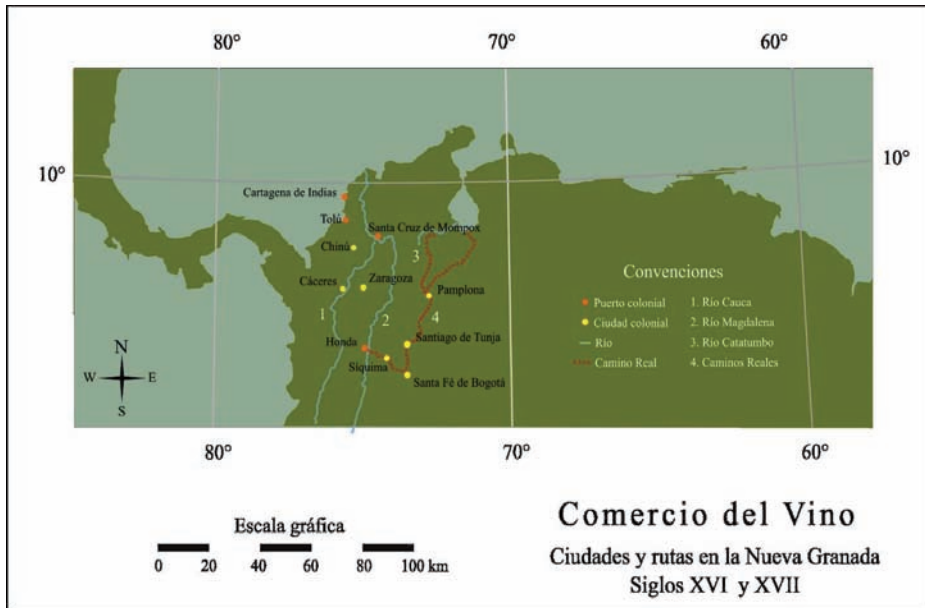 80°
70°
60°
10°
10°
Cartagena de Indias
Tolú
Santa Cruz de Mompox
Chinú
3
Cáceres
Zaragoza
Pamplona
1
2
4
Honda
Santiago de Tunja
Síquima
Santa Fé de Bogotá
Convenciones
Puerto colonial
Ciudad colonial
Río
Camino Real
1. Río Cauca
2. Río Magdalena
3. Río Catatumbo
4. Caminos Reales
N
W
E
S
80°
70°
60°
Escala gráfica
0 20 40 60 80 100 km
Comercio del Vino
Ciudades y rutas en la Nueva Granada
Siglos XVI y XVII